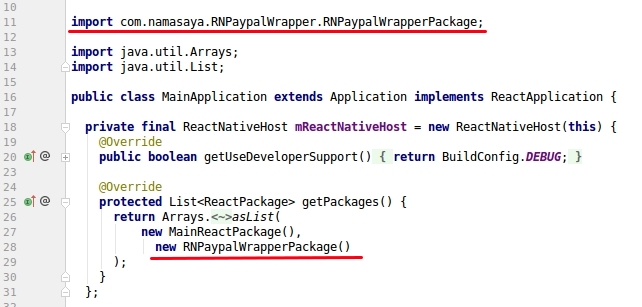 10
11 import com.namasaya.RNPaypalWrapper.RNPaypalWrapperPackage;
12
13 import java.util.Arrays;
14 import java.util.List;
15
16 public class MainApplication extends Application implements ReactApplication {
17
18 private final ReactNativeHost mReactNativeHost = new ReactNativeHost(this) {
19 @Override
20 @ public boolean getUseDeveloperSupport() { return BuildConfig.DEBUG; }
23
24 @Override
25 @ protected List<ReactPackage> getPackages() {
26 return Arrays.<~>asList(
27 new MainReactPackage(),
28 new RNPaypalWrapperPackage()
29 );
30 }
31 };
32